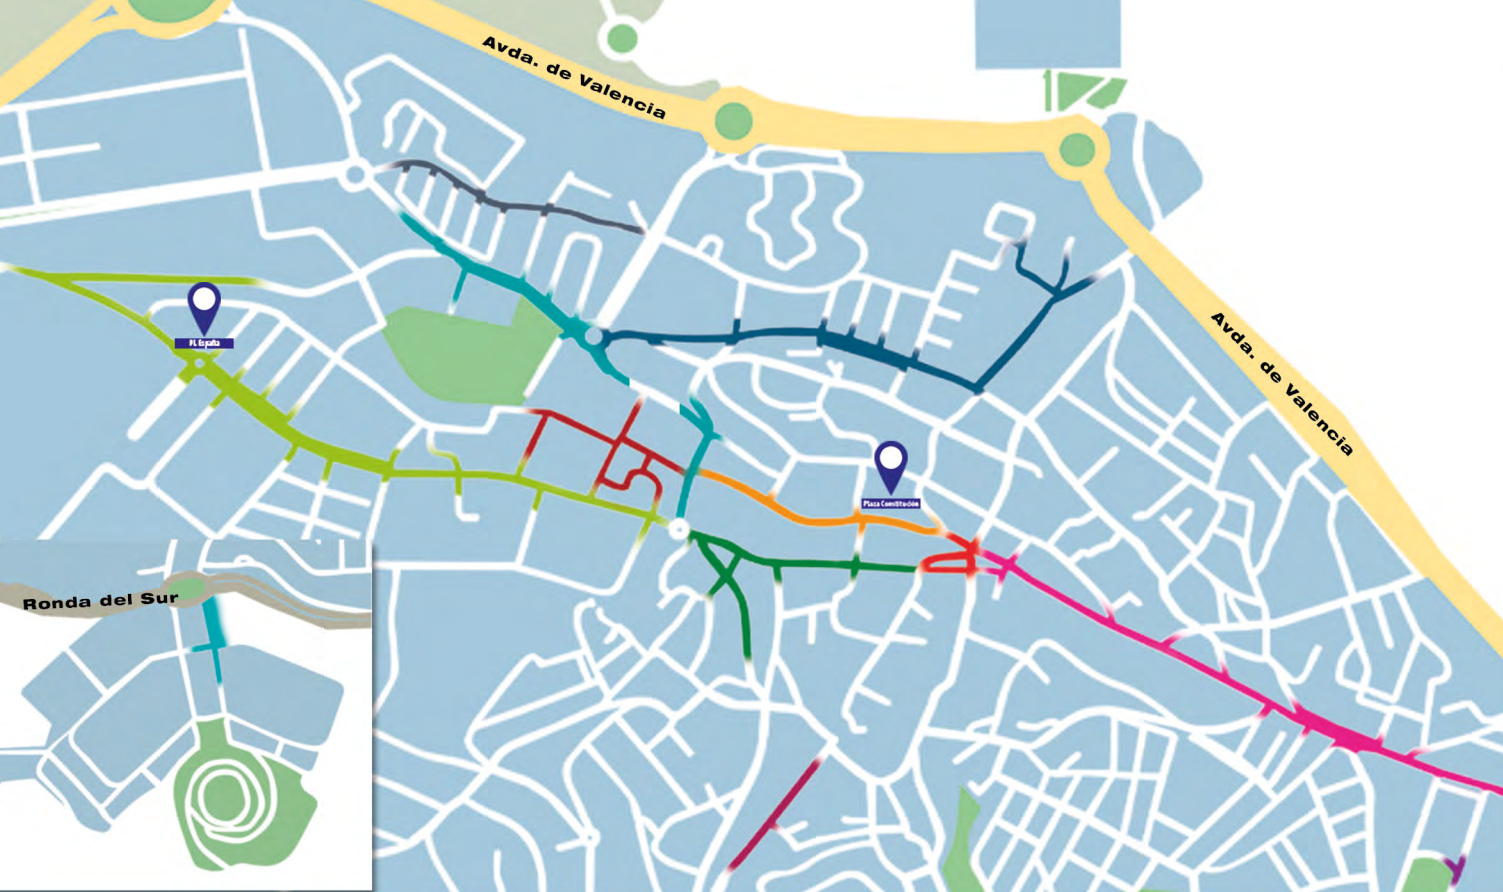 Avda. de Valencia
Pl. España
Avda. de Valencia
Plaza Constitución
Ronda del Sur